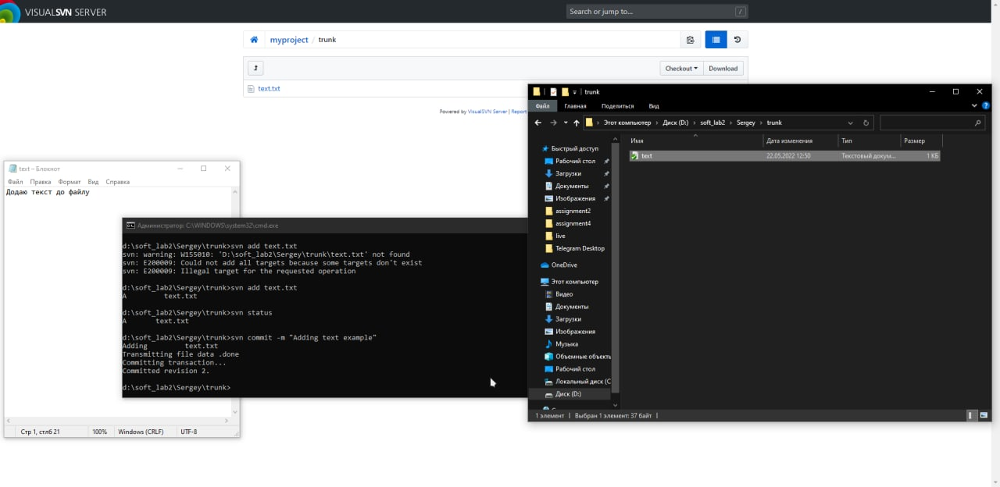 VISUALSVN SERVER
Search or jump to...
/
myproject / trunk
Checkout
Download
text.txt
Powered by VisualSVN Server | Report
text – Блокнот
Файл Правка Формат Вид Справка
Додаю текст до файлу
Стр 1, стлб 21
100%
Windows (CRLF)
UTF-8
Администратор: C:\WINDOWS\system32\cmd.exe
d:\soft_lab2\Sergey\trunk>svn add text.txt
svn: warning: W155010: 'D:\soft_lab2\Sergey\trunk\text.txt' not found
svn: E200009: Could not add all targets because some targets don't exist
svn: E200009: Illegal target for the requested operation
d:\soft_lab2\Sergey\trunk>svn add text.txt
A text.txt
d:\soft_lab2\Sergey\trunk>svn status
A text.txt
d:\soft_lab2\Sergey\trunk>svn commit -m "Adding text example"
Adding text.txt
Transmitting file data .done
Committing transaction...
Committed revision 2.
d:\soft_lab2\Sergey\trunk>
trunk
Файл Главная Поделиться Вид
Этот компьютер › Диск (D:) › soft_lab2 › Sergey › trunk
Имя Дата изменения Тип Размер
text 22.05.2022 12:50 Текстовый докум... 1 КБ
Быстрый доступ
Рабочий стол
Загрузки
Документы
Изображения
assignment2
assignment4
live
Telegram Desktop
OneDrive
Этот компьютер
Видео
Документы
Загрузки
Изображения
Музыка
Объемные объекты
Рабочий стол
Локальный диск (C
Диск (D:)
1 элемент | Выбран 1 элемент: 37 байт |